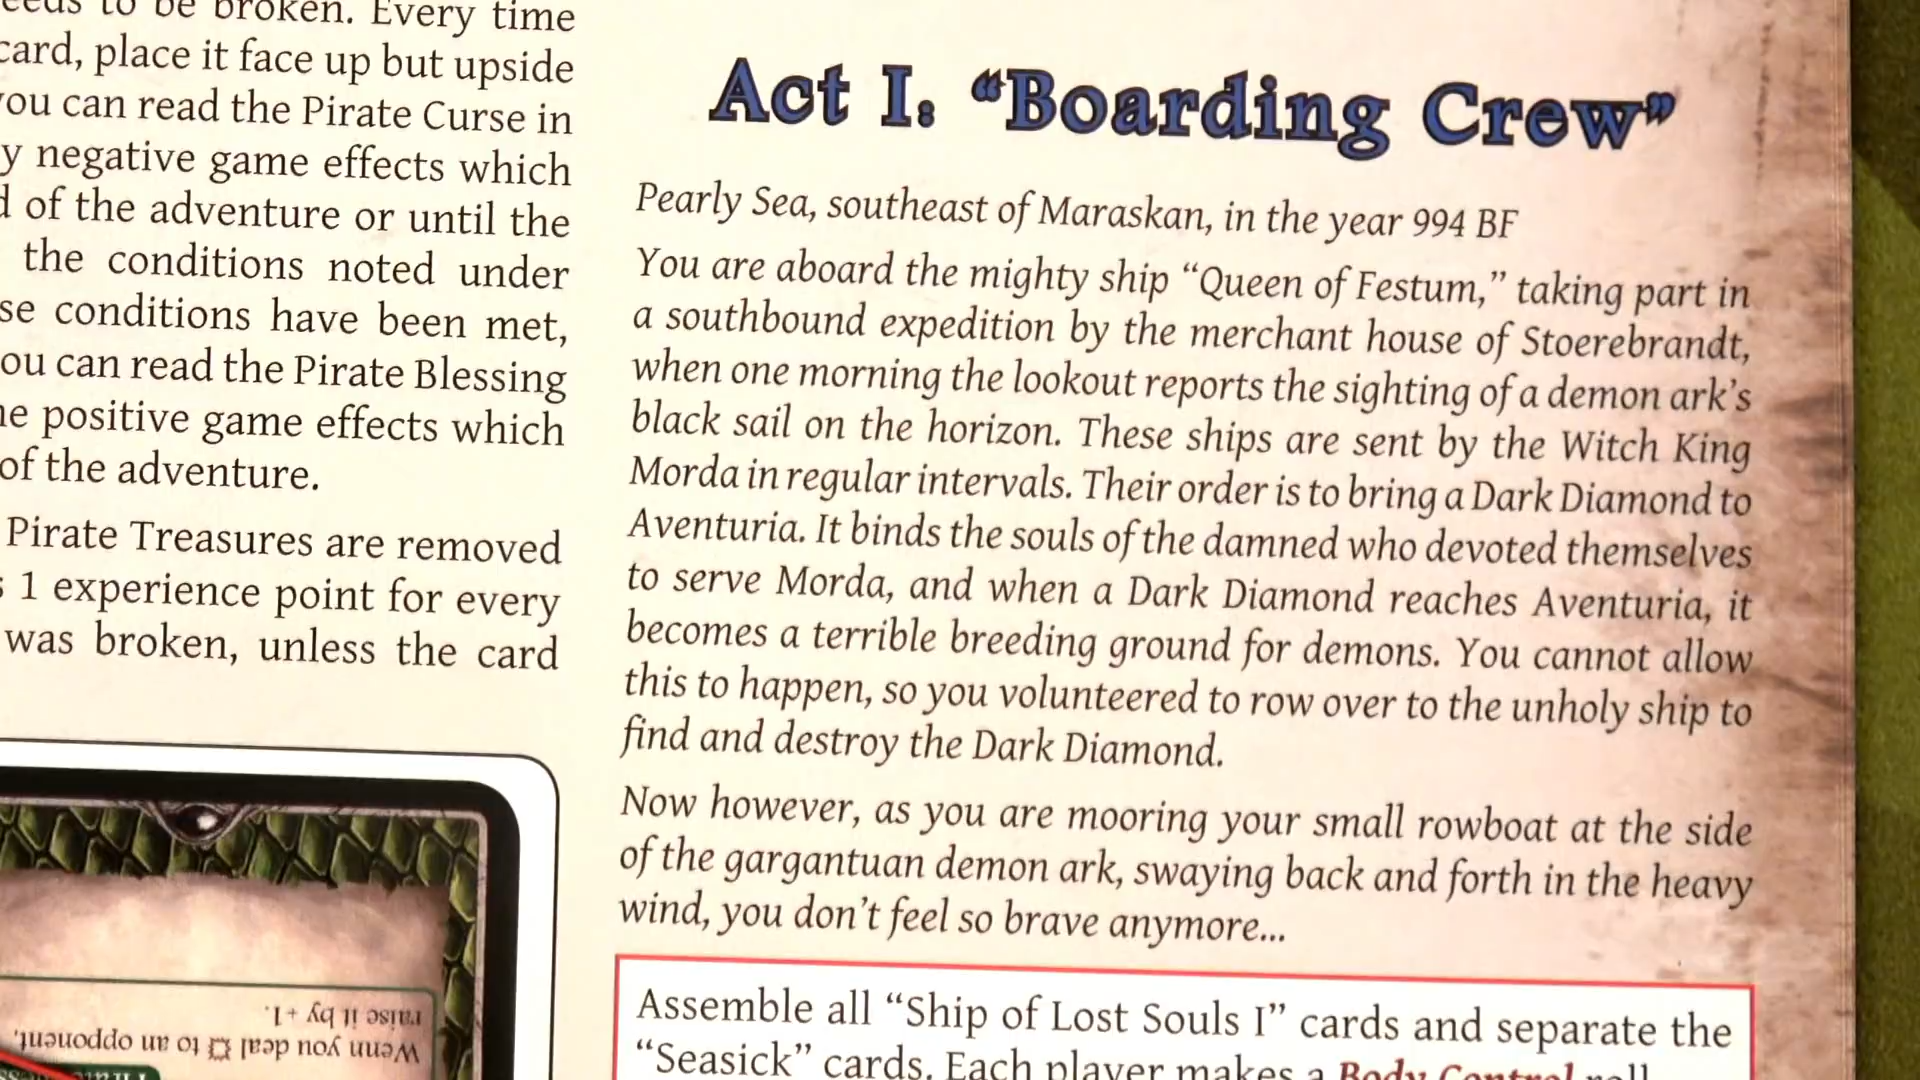 to be broken. Every time
card, place it face up but upside
you can read the Pirate Curse in
negative game effects which
of the adventure or until the
the conditions noted under
conditions have been met,
you can read the Pirate Blessing
positive game effects which
of the adventure.
Pirate Treasures are removed
1 experience point for every
was broken, unless the card
raise it by +1.
Wenn you deal to an opponent,
Act I: “Boarding Crew”
Pearly Sea, southeast of Maraskan, in the year 994 BF
You are aboard the mighty ship “Queen of Festum,” taking part in
a southbound expedition by the merchant house of Stoerebrandt,
when one morning the lookout reports the sighting of a demon ark’s
black sail on the horizon. These ships are sent by the Witch King
Morda in regular intervals. Their order is to bring a Dark Diamond to
Aventuria. It binds the souls of the damned who devoted themselves
to serve Morda, and when a Dark Diamond reaches Aventuria, it
becomes a terrible breeding ground for demons. You cannot allow
this to happen, so you volunteered to row over to the unholy ship to
find and destroy the Dark Diamond.
Now however, as you are mooring your small rowboat at the side
of the gargantuan demon ark, swaying back and forth in the heavy
wind, you don’t feel so brave anymore...
Assemble all “Ship of Lost Souls I” cards and separate the
“Seasick” cards. Each player makes a Body Control roll